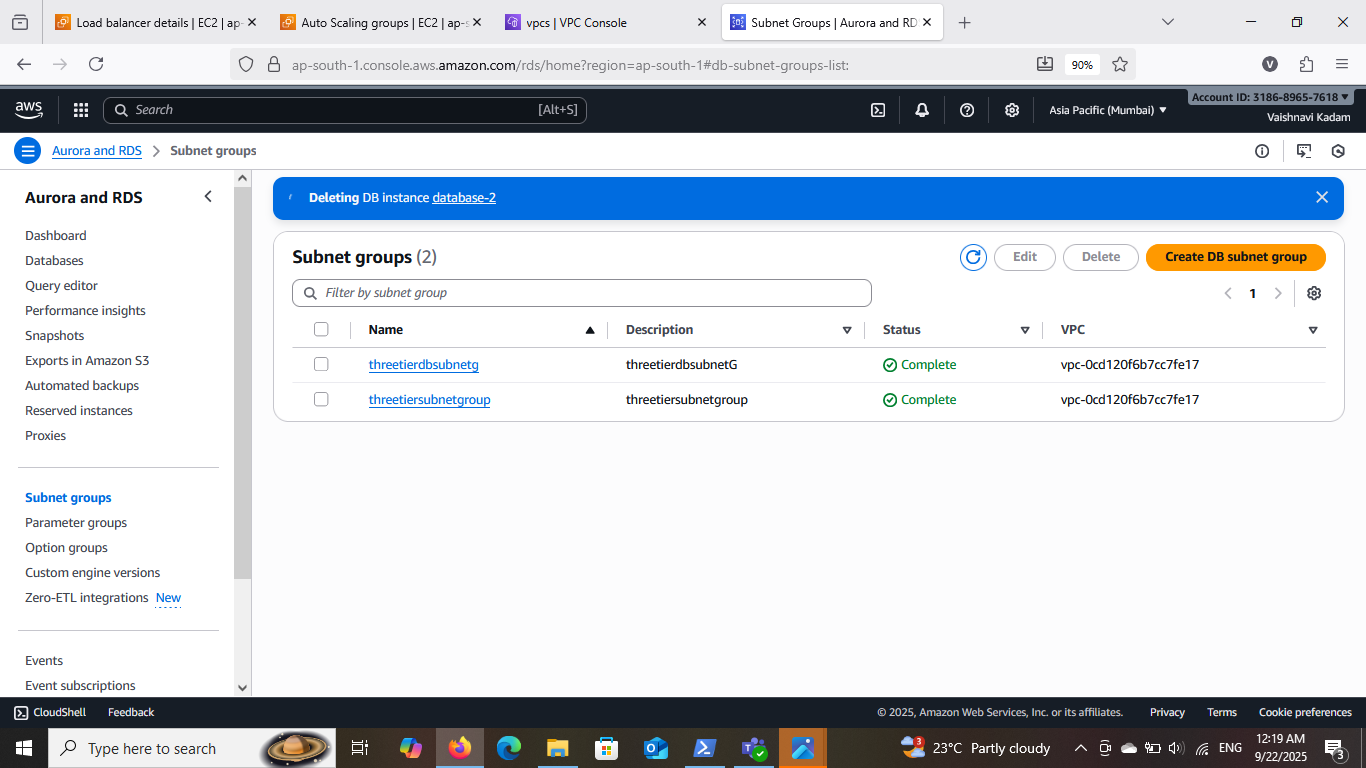 Load balancer details | EC2 | ap-
Auto Scaling groups | EC2 | ap-s
vpcs | VPC Console
Subnet Groups | Aurora and RD
ap-south-1.console.aws.amazon.com/rds/home?region=ap-south-1#db-subnet-groups-list:
90%
V
aws
Search
[Alt+S]
Asia Pacific (Mumbai)
Account ID: 3186-8965-7618
Vaishnavi Kadam
Aurora and RDS
Subnet groups
Aurora and RDS
Dashboard
Databases
Query editor
Performance insights
Snapshots
Exports in Amazon S3
Automated backups
Reserved instances
Proxies
Subnet groups
Parameter groups
Option groups
Custom engine versions
Zero-ETL integrations New
Events
Event subscriptions
Deleting DB instance database-2
Subnet groups (2)
Edit
Delete
Create DB subnet group
Filter by subnet group
1
Name Description Status VPC
threetierdbsubnetg threetierdbsubnetG Complete vpc-0cd120f6b7cc7fe17
threetiersubnetgroup threetiersubnetgroup Complete vpc-0cd120f6b7cc7fe17
CloudShell Feedback
© 2025, Amazon Web Services, Inc. or its affiliates. Privacy Terms Cookie preferences
Type here to search
3
23°C Partly cloudy
ENG
12:19 AM
9/22/2025
3